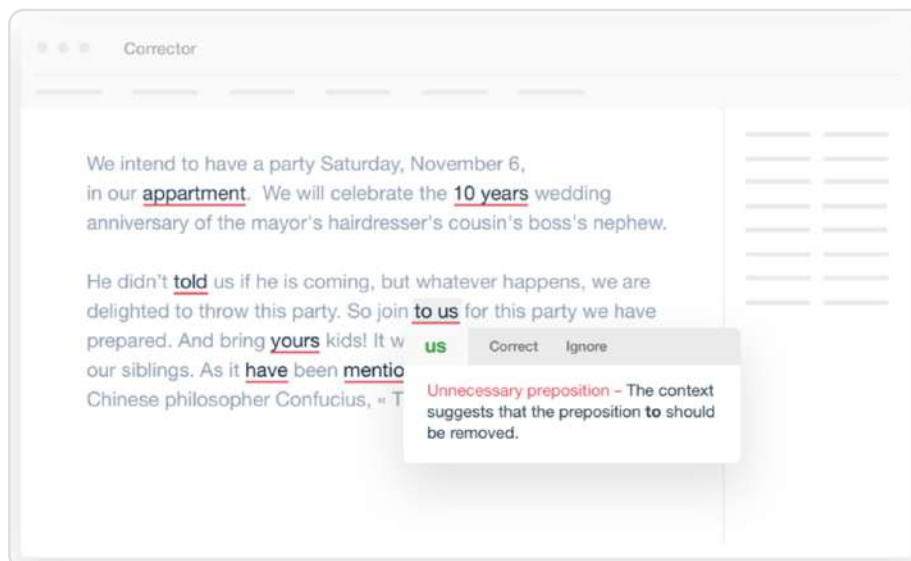 Corrector
We intend to have a party Saturday, November 6,
in our appartment. We will celebrate the 10 years wedding
anniversary of the mayor's hairdresser's cousin's boss's nephew.
He didn't told us if he is coming, but whatever happens, we are
delighted to throw this party. So join to us for this party we have
prepared. And bring yours kids! It
our siblings. As it have been
Chinese philosopher Confucius, «
us Correct Ignore
Unnecessary preposition – The context
suggests that the preposition to should
be removed.